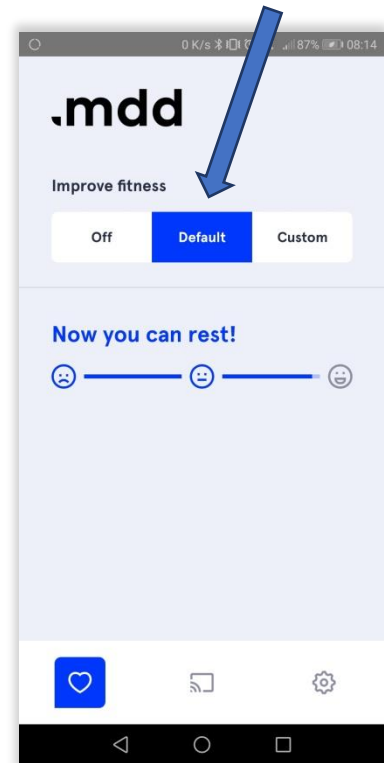 0 K/s 87% 08:14
.mdd
Improve fitness
Off Default Custom
Now you can rest!